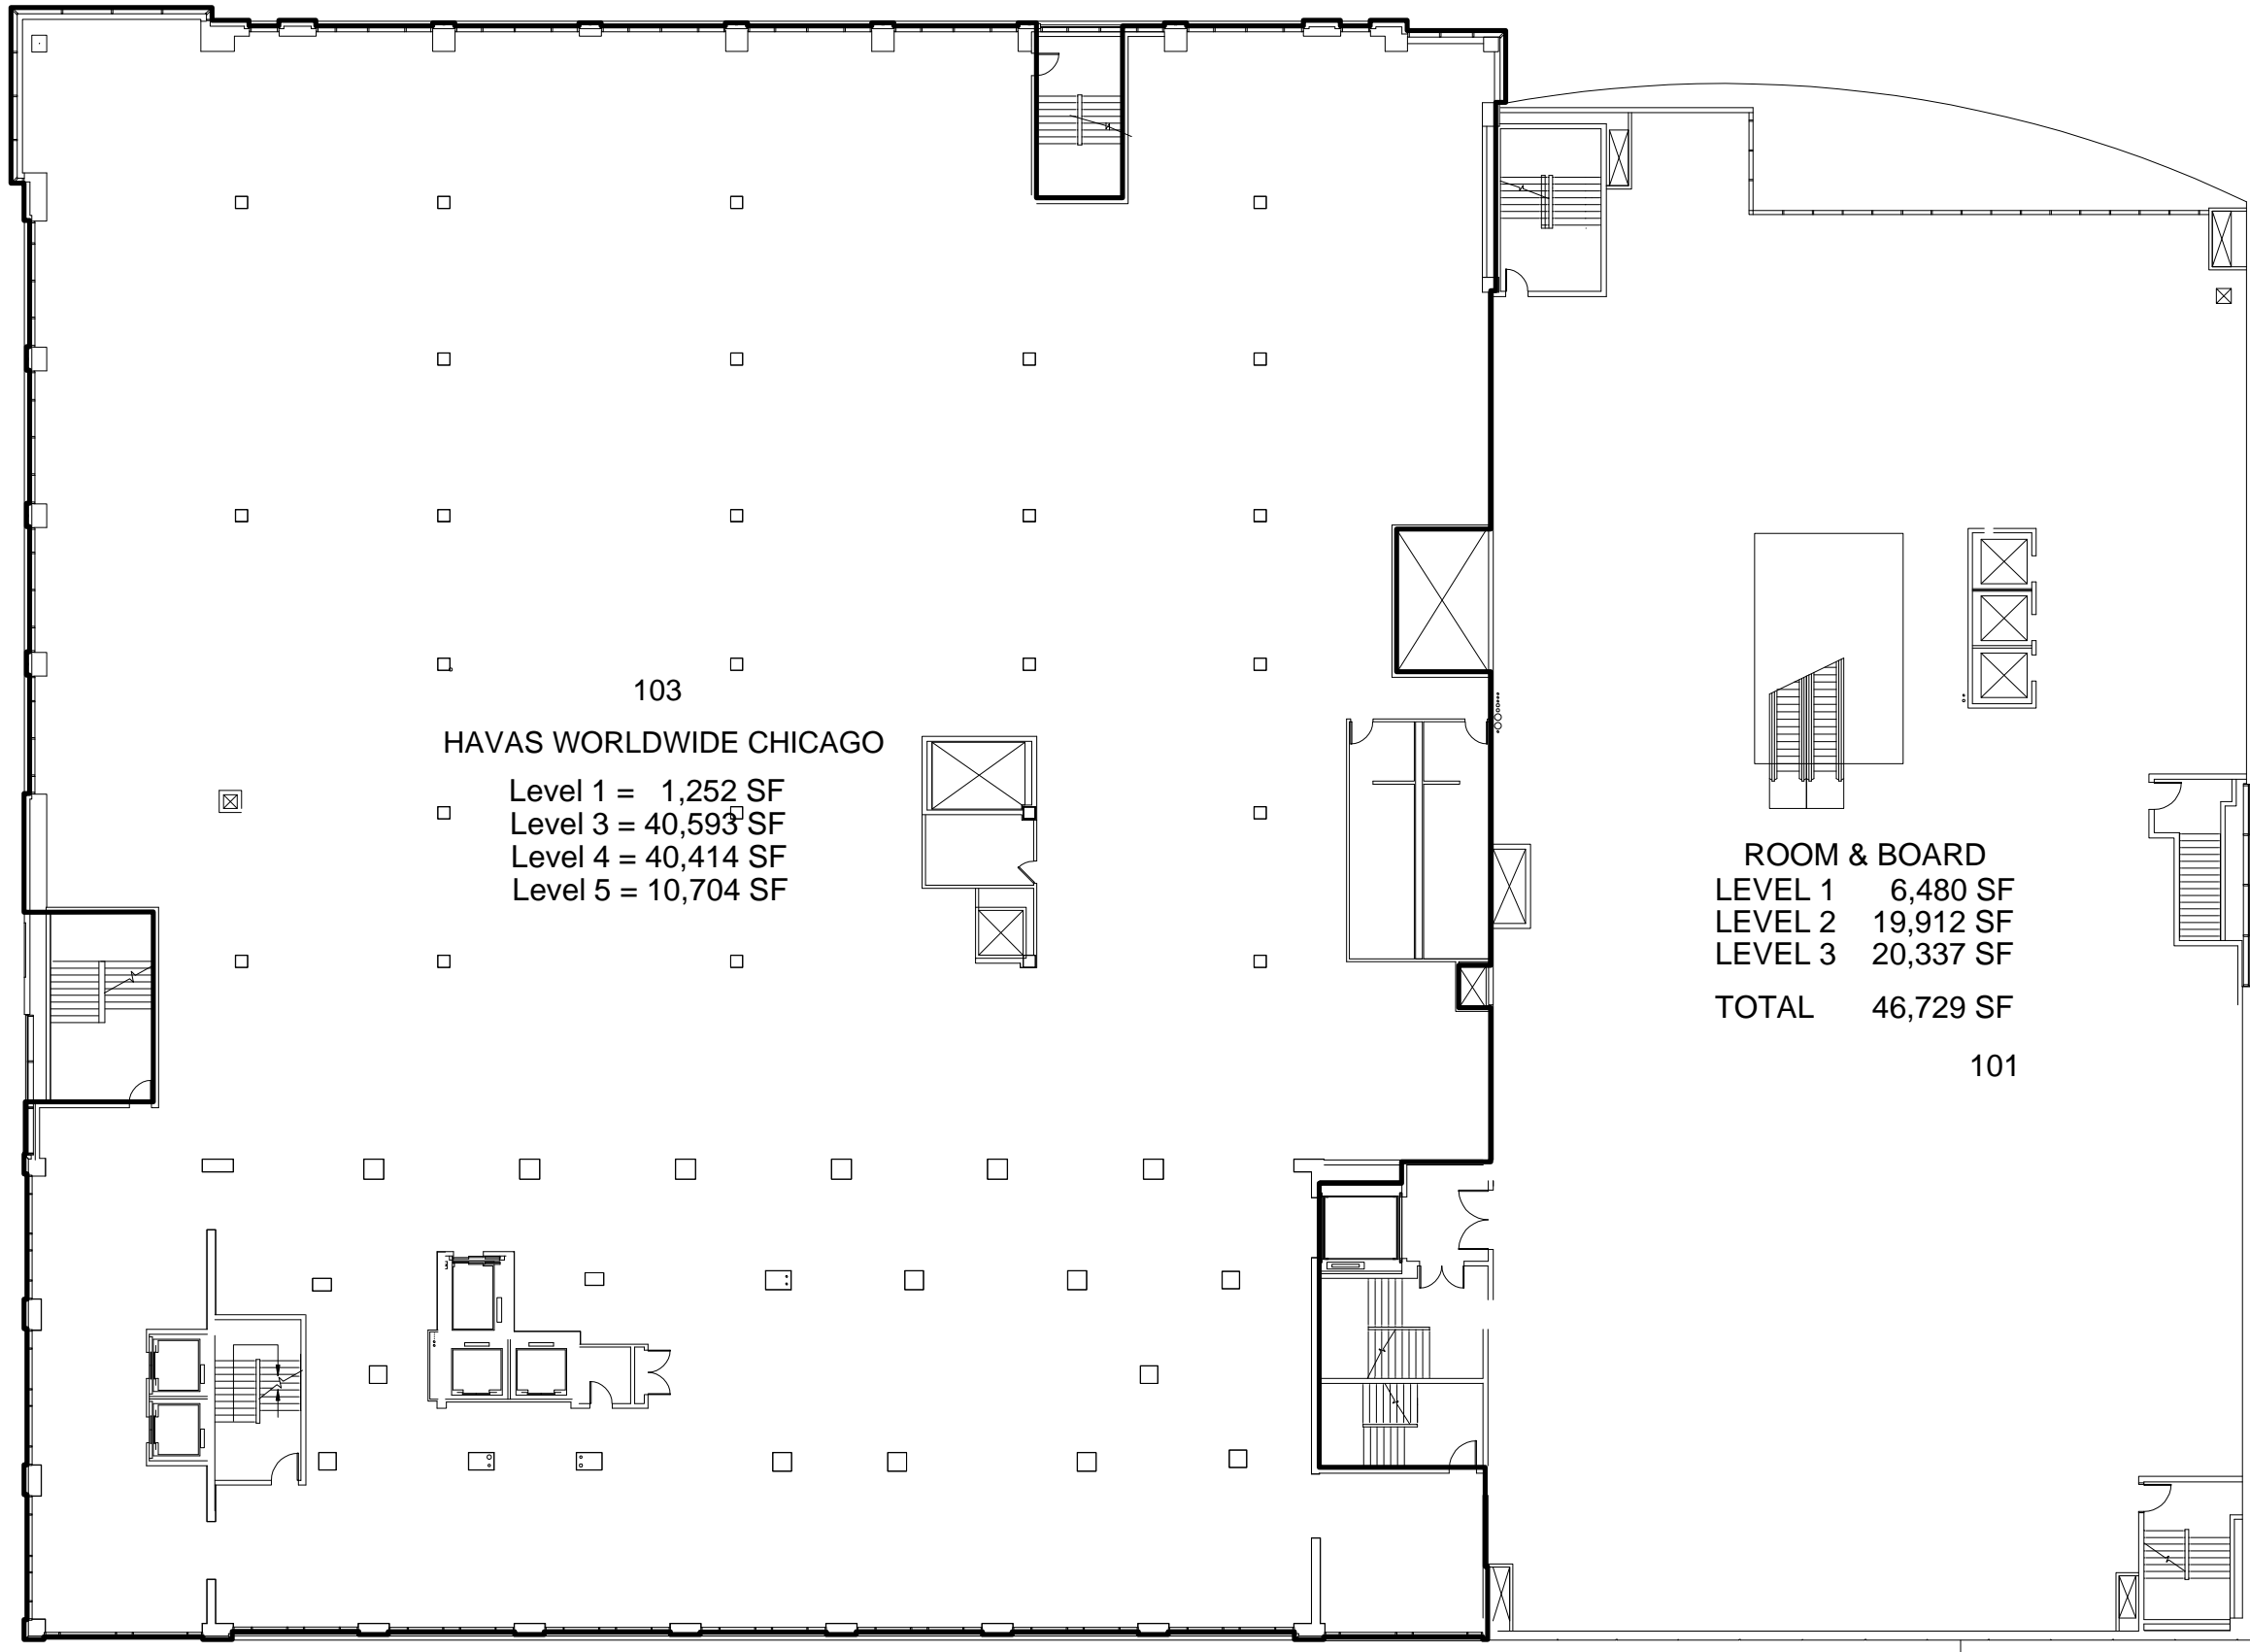 103
HAVAS WORLDWIDE CHICAGO
Level 1 = 1,252 SF
Level 3 = 40,593 SF
Level 4 = 40,414 SF
Level 5 = 10,704 SF
ROOM & BOARD
LEVEL 1 6,480 SF
LEVEL 2 19,912 SF
LEVEL 3 20,337 SF
TOTAL 46,729 SF
101